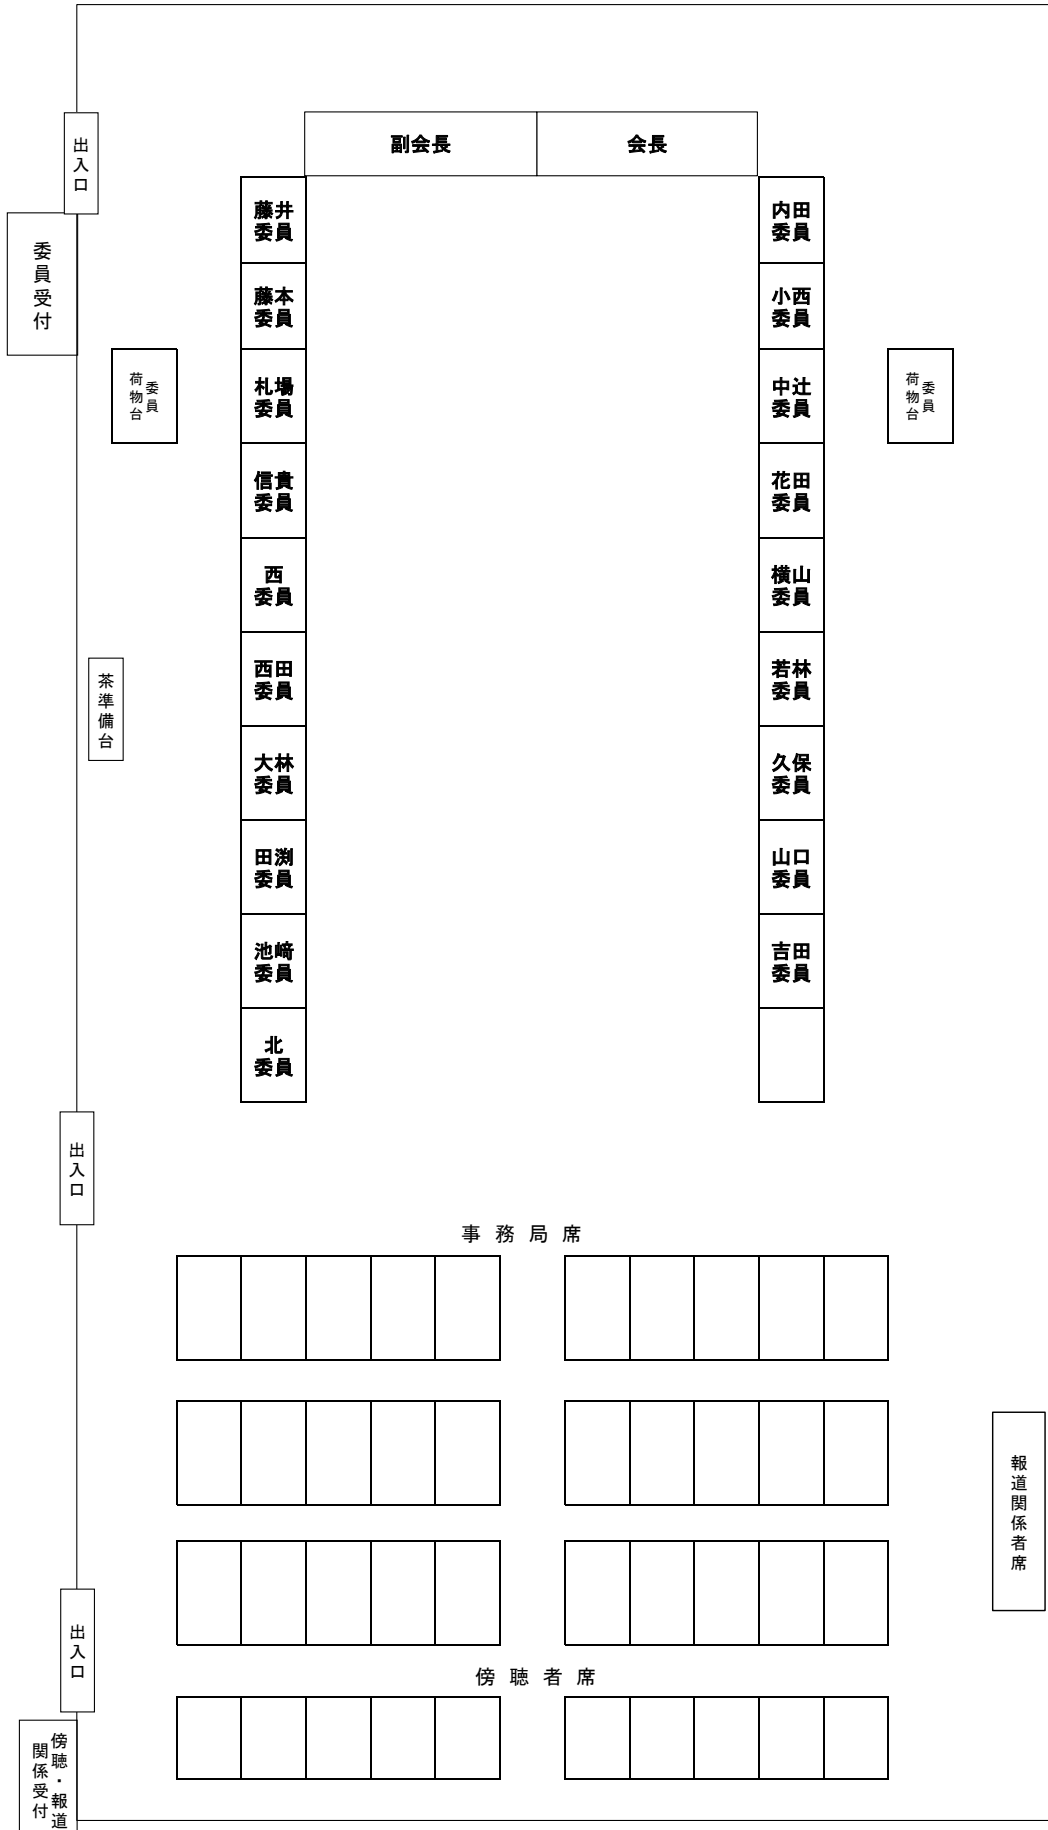 出入口
副会長
会長
委員受付
藤井
委員
内田
委員
藤本
委員
小西
委員
委員
荷物台
札場
委員
中辻
委員
委員
荷物台
信貴
委員
花田
委員
西
委員
横山
委員
茶準備台
西田
委員
若林
委員
大林
委員
久保
委員
田渕
委員
山口
委員
池﨑
委員
吉田
委員
北
委員
出入口
事務局席
報道関係者席
出入口
傍聴者席
傍聴・報道
関係受付